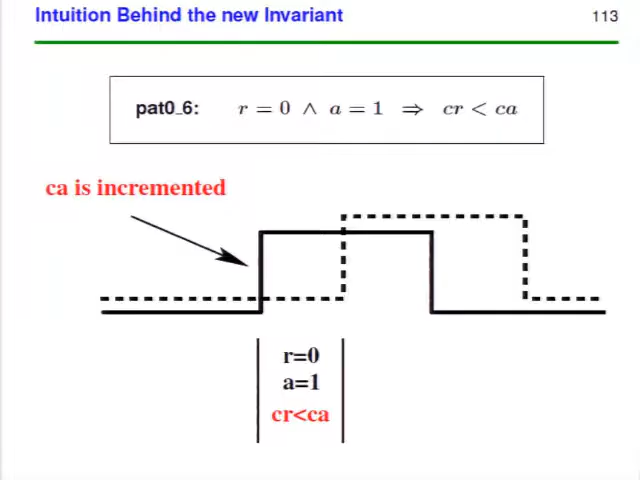 Intuition Behind the new Invariant 113
pat0_6: r = 0 ∧ a = 1 ⇒ cr < ca
ca is incremented
r=0
a=1
cr<ca